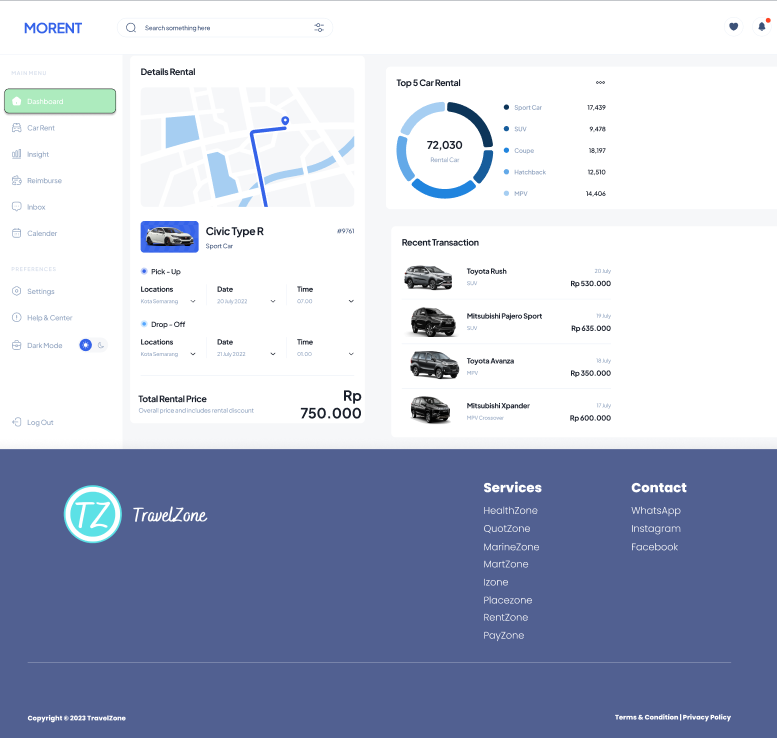 MORENT
Search something here
MAIN MENU
Dashboard
Car Rent
Insight
Reimburse
Inbox
Calender
PREFERENCES
Settings
Help & Center
Dark Mode
Log Out
Details Rental
Civic Type R
#9761
Sport Car
Pick - Up
Locations Date Time
Kota Semarang 20 July 2022 07.00
Drop - Off
Locations Date Time
Kota Semarang 21 July 2022 01.00
Total Rental Price
Overall price and includes rental discount
Rp
750.000
Top 5 Car Rental
72,030
Rental Car
Sport Car 17,439
SUV 9,478
Coupe 18,197
Hatchback 12,510
MPV 14,406
Recent Transaction
Toyota Rush 20 July
SUV Rp 530.000
Mitsubishi Pajero Sport 19 July
SUV Rp 635.000
Toyota Avanza 18 July
MPV Rp 350.000
Mitsubishi Xpander 17 July
MPV Crossover Rp 600.000
TZ TravelZone
Services
HealthZone
QuotZone
MarineZone
MartZone
Izone
Placezone
RentZone
PayZone
Contact
WhatsApp
Instagram
Facebook
Copyright © 2023 TravelZone
Terms & Condition | Privacy Policy